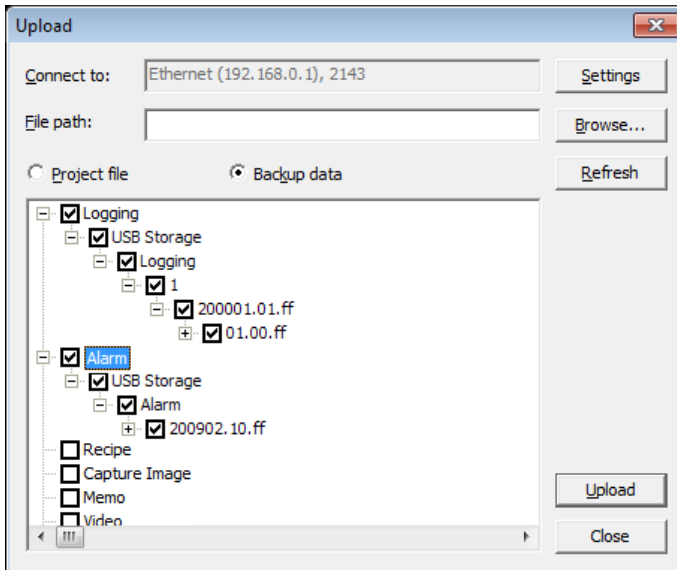 Upload
Connect to: Ethernet (192.168.0.1), 2143 Settings
File path: Browse...
Project file Backup data Refresh
Logging
USB Storage
Logging
1
200001.01.ff
01.00.ff
Alarm
USB Storage
Alarm
200902.10.ff
Recipe
Capture Image
Memo
Video
Upload
Close